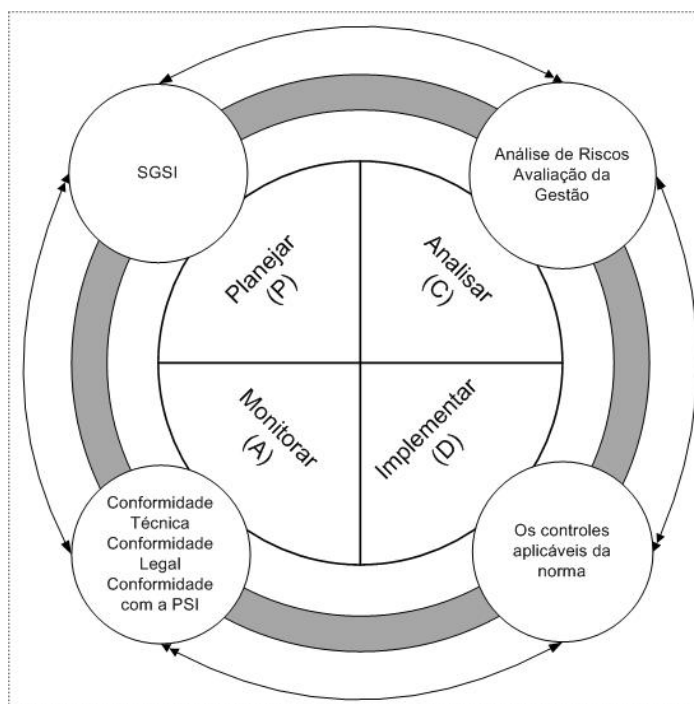 SGSI
Análise de Riscos
Avaliação da
Gestão
Planejar
(P)
Analisar
(C)
Monitorar
(A)
Implementar
(D)
Conformidade
Técnica
Conformidade
Legal
Conformidade
com a PSI
Os controles
aplicáveis da
norma